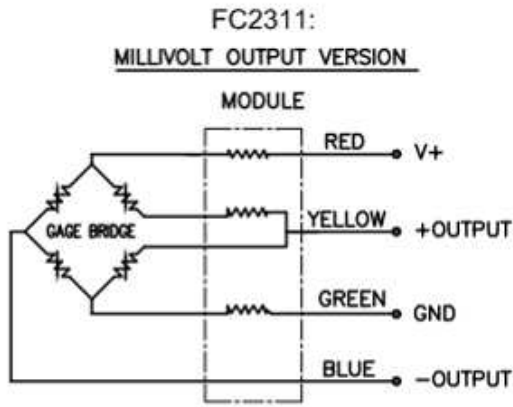 FC2311:
MILLIVOLT OUTPUT VERSION
MODULE
RED
V+
GAGE BRIDGE
YELLOW
+OUTPUT
GREEN
GND
BLUE
-OUTPUT